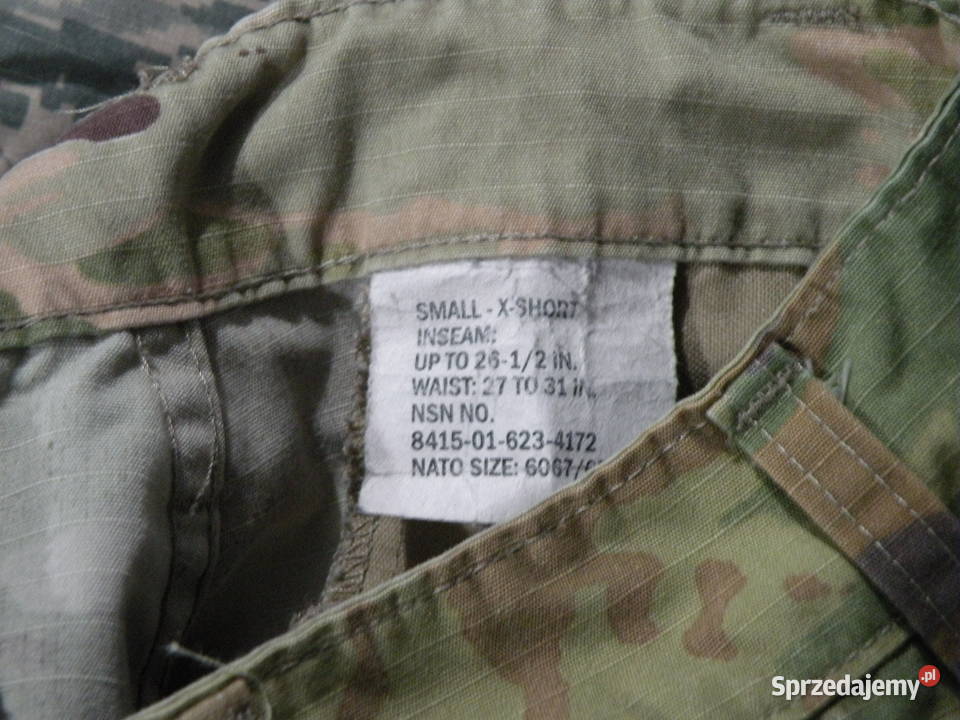 SMALL - X-SHORT
INSEAM:
UP TO 26-1/2 IN.
WAIST: 27 TO 31 IN.
NSN NO.
8415-01-623-4172
NATO SIZE:
Sprzedajemy.pl